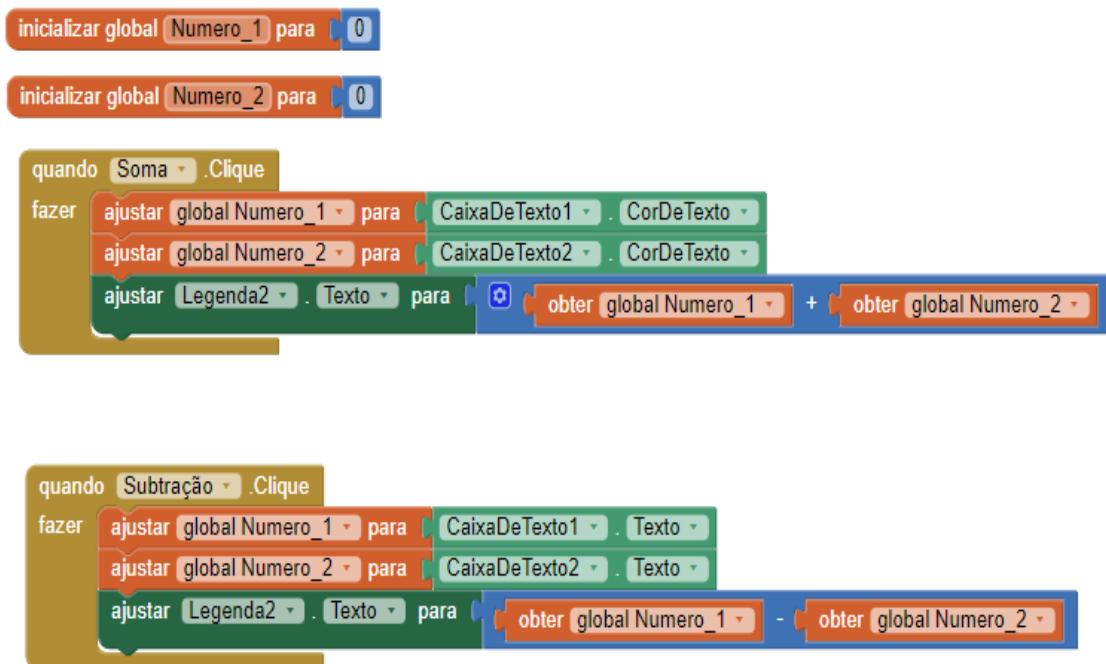 inicializar global Numero_1 para 0
inicializar global Numero_2 para 0
quando Soma .Clique
fazer ajustar global Numero_1 para CaixaDeTexto1 . CorDeTexto
ajustar global Numero_2 para CaixaDeTexto2 . CorDeTexto
ajustar Legenda2 . Texto para obter global Numero_1 + obter global Numero_2
quando Subtração .Clique
fazer ajustar global Numero_1 para CaixaDeTexto1 . Texto
ajustar global Numero_2 para CaixaDeTexto2 . Texto
ajustar Legenda2 . Texto para obter global Numero_1 - obter global Numero_2